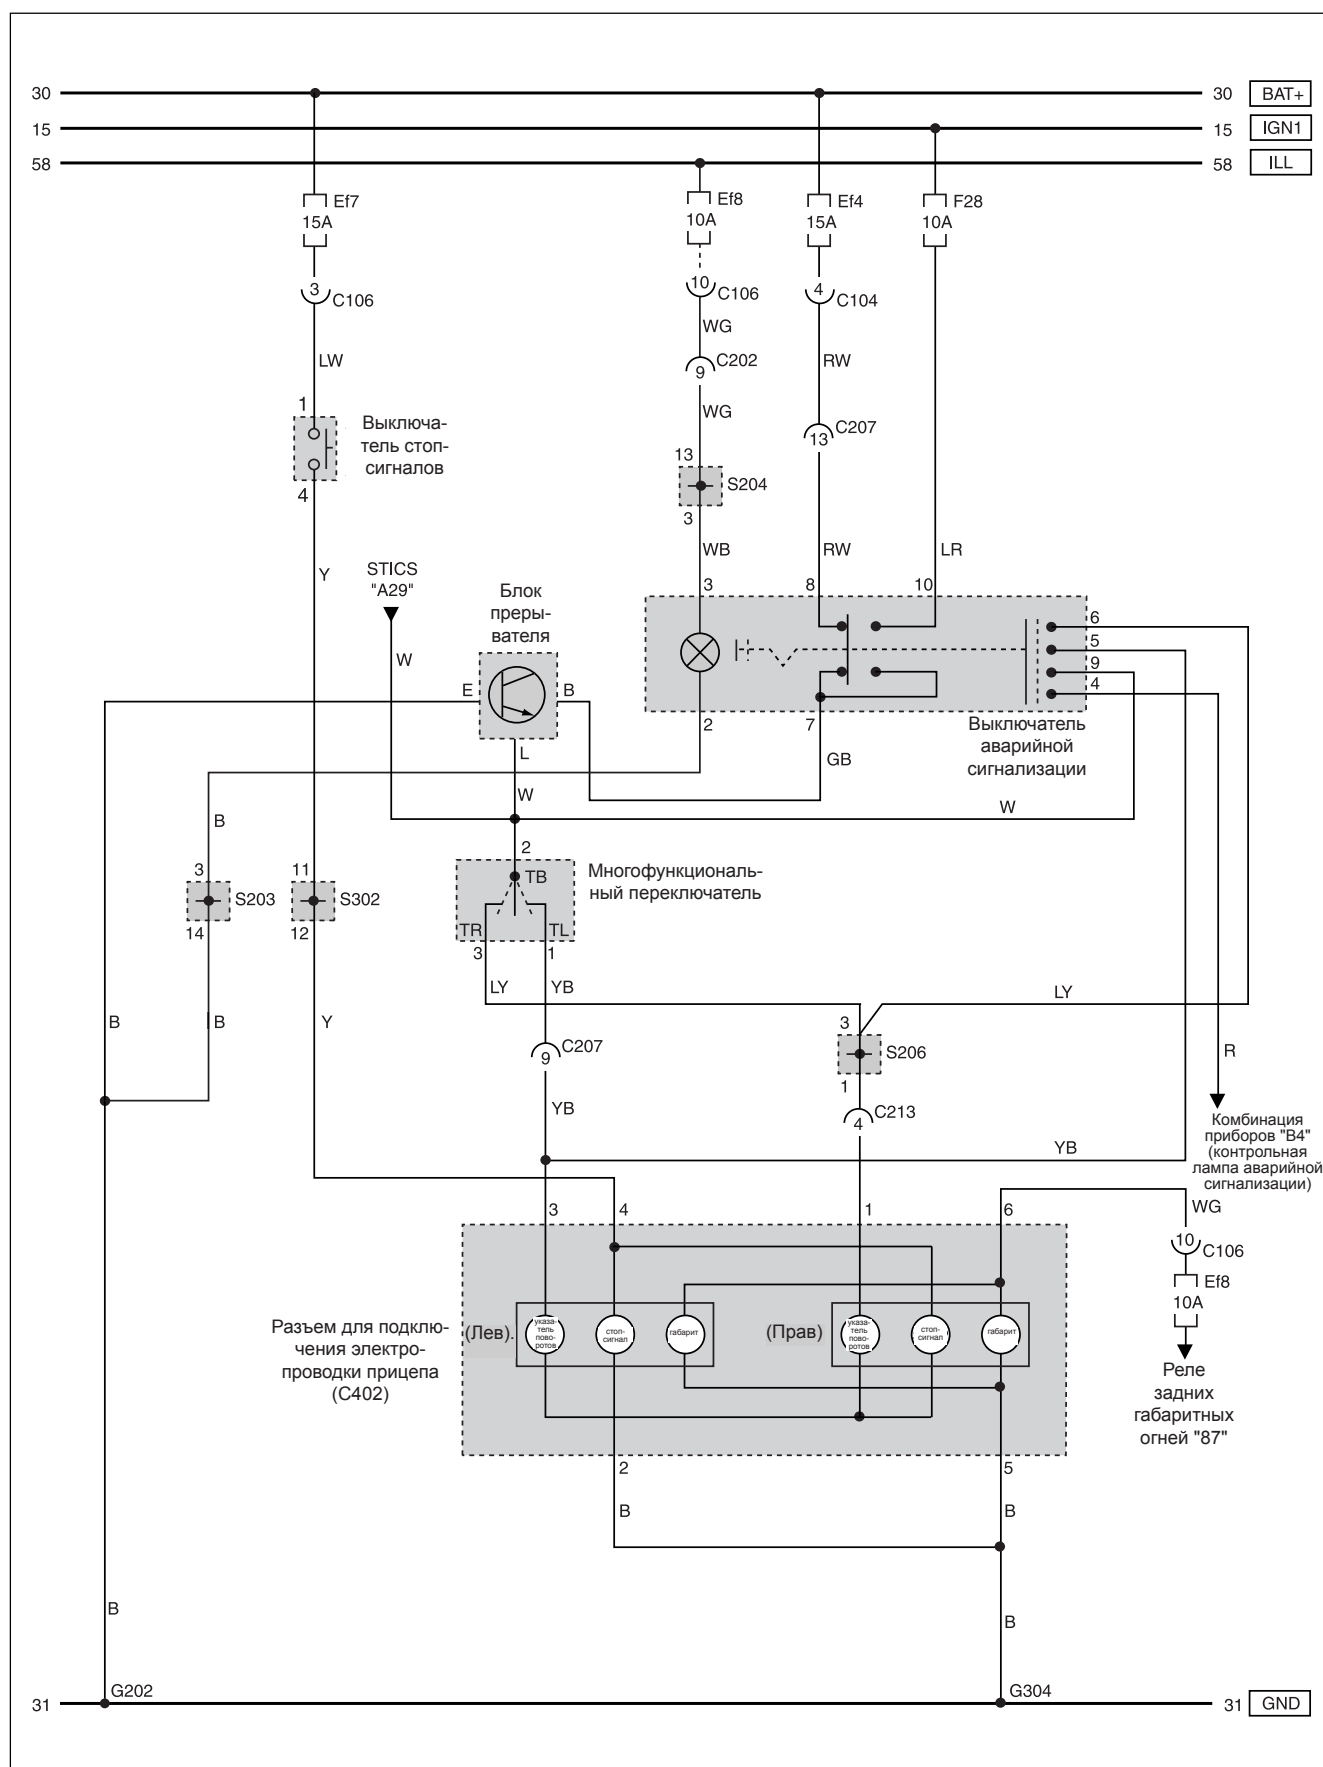 30 30 BAT+
15 15 IGN1
58 58 ILL
Ef7
15A
Ef8
10A
Ef4
15A
F28
10A
3
C106
10
C106
4
C104
WG
LW
C202
9
RW
WG
C207
13
1
Выключа-
тель стоп-
сигналов
4
13
S204
3
WB
RW
LR
Y
STICS
"A29"
W
Блок
преры-
вателя
E
B
L
W
3
8
10
6
5
9
4
2
7
Выключатель
аварийной
сигнализации
GB
W
B
3
S203
14
11
S302
12
2
TB
Многофункциональ-
ный переключатель
TR
TL
3
1
LY
YB
LY
B
B
Y
C207
9
3
S206
1
R
YB
C213
4
YB
Комбинация
приборов "B4"
(контрольная
лампа аварийной
сигнализации)
3
4
1
6
WG
10
C106
Ef8
10A
Реле
задних
габаритных
огней "87"
Разъем для подклю-
чения электро-
проводки прицепа
(C402)
(Лев).
указа-
тель
пово-
ротов
стоп-
сигнал
габарит
(Прав)
указа-
тель
пово-
ротов
стоп-
сигнал
габарит
2
5
B
B
B
B
G202
G304
31 31 GND